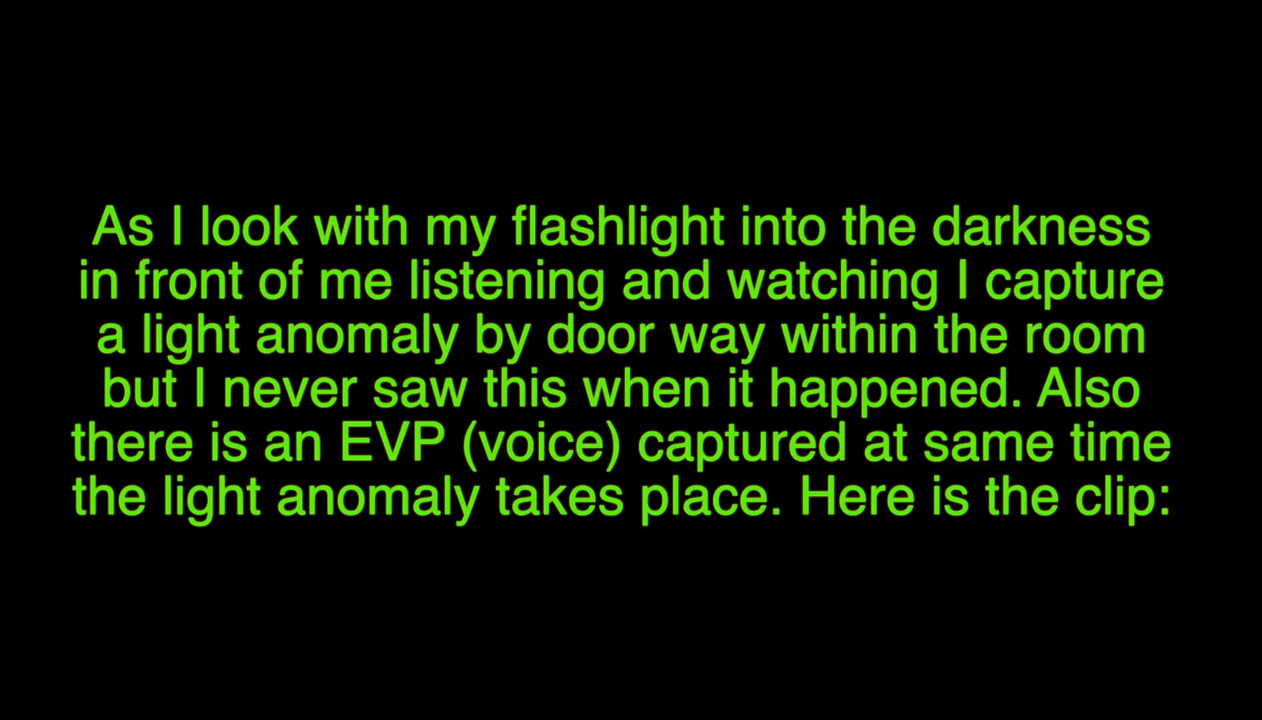 As I look with my flashlight into the darkness
in front of me listening and watching I capture
a light anomaly by door way within the room
but I never saw this when it happened. Also
there is an EVP (voice) captured at same time
the light anomaly takes place. Here is the clip: